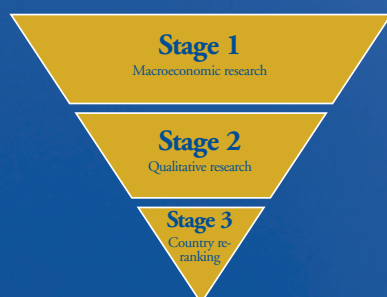 Stage 1
Macroeconomic research
Stage 2
Qualitative research
Stage 3
Country re-
ranking